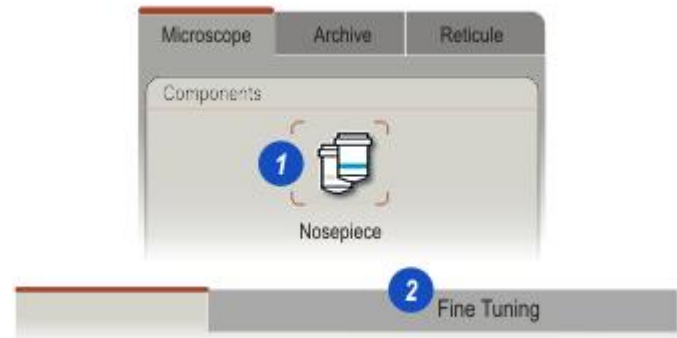 Microscope Archive Reticule
Components
1
Nosepiece
2
Fine Tuning